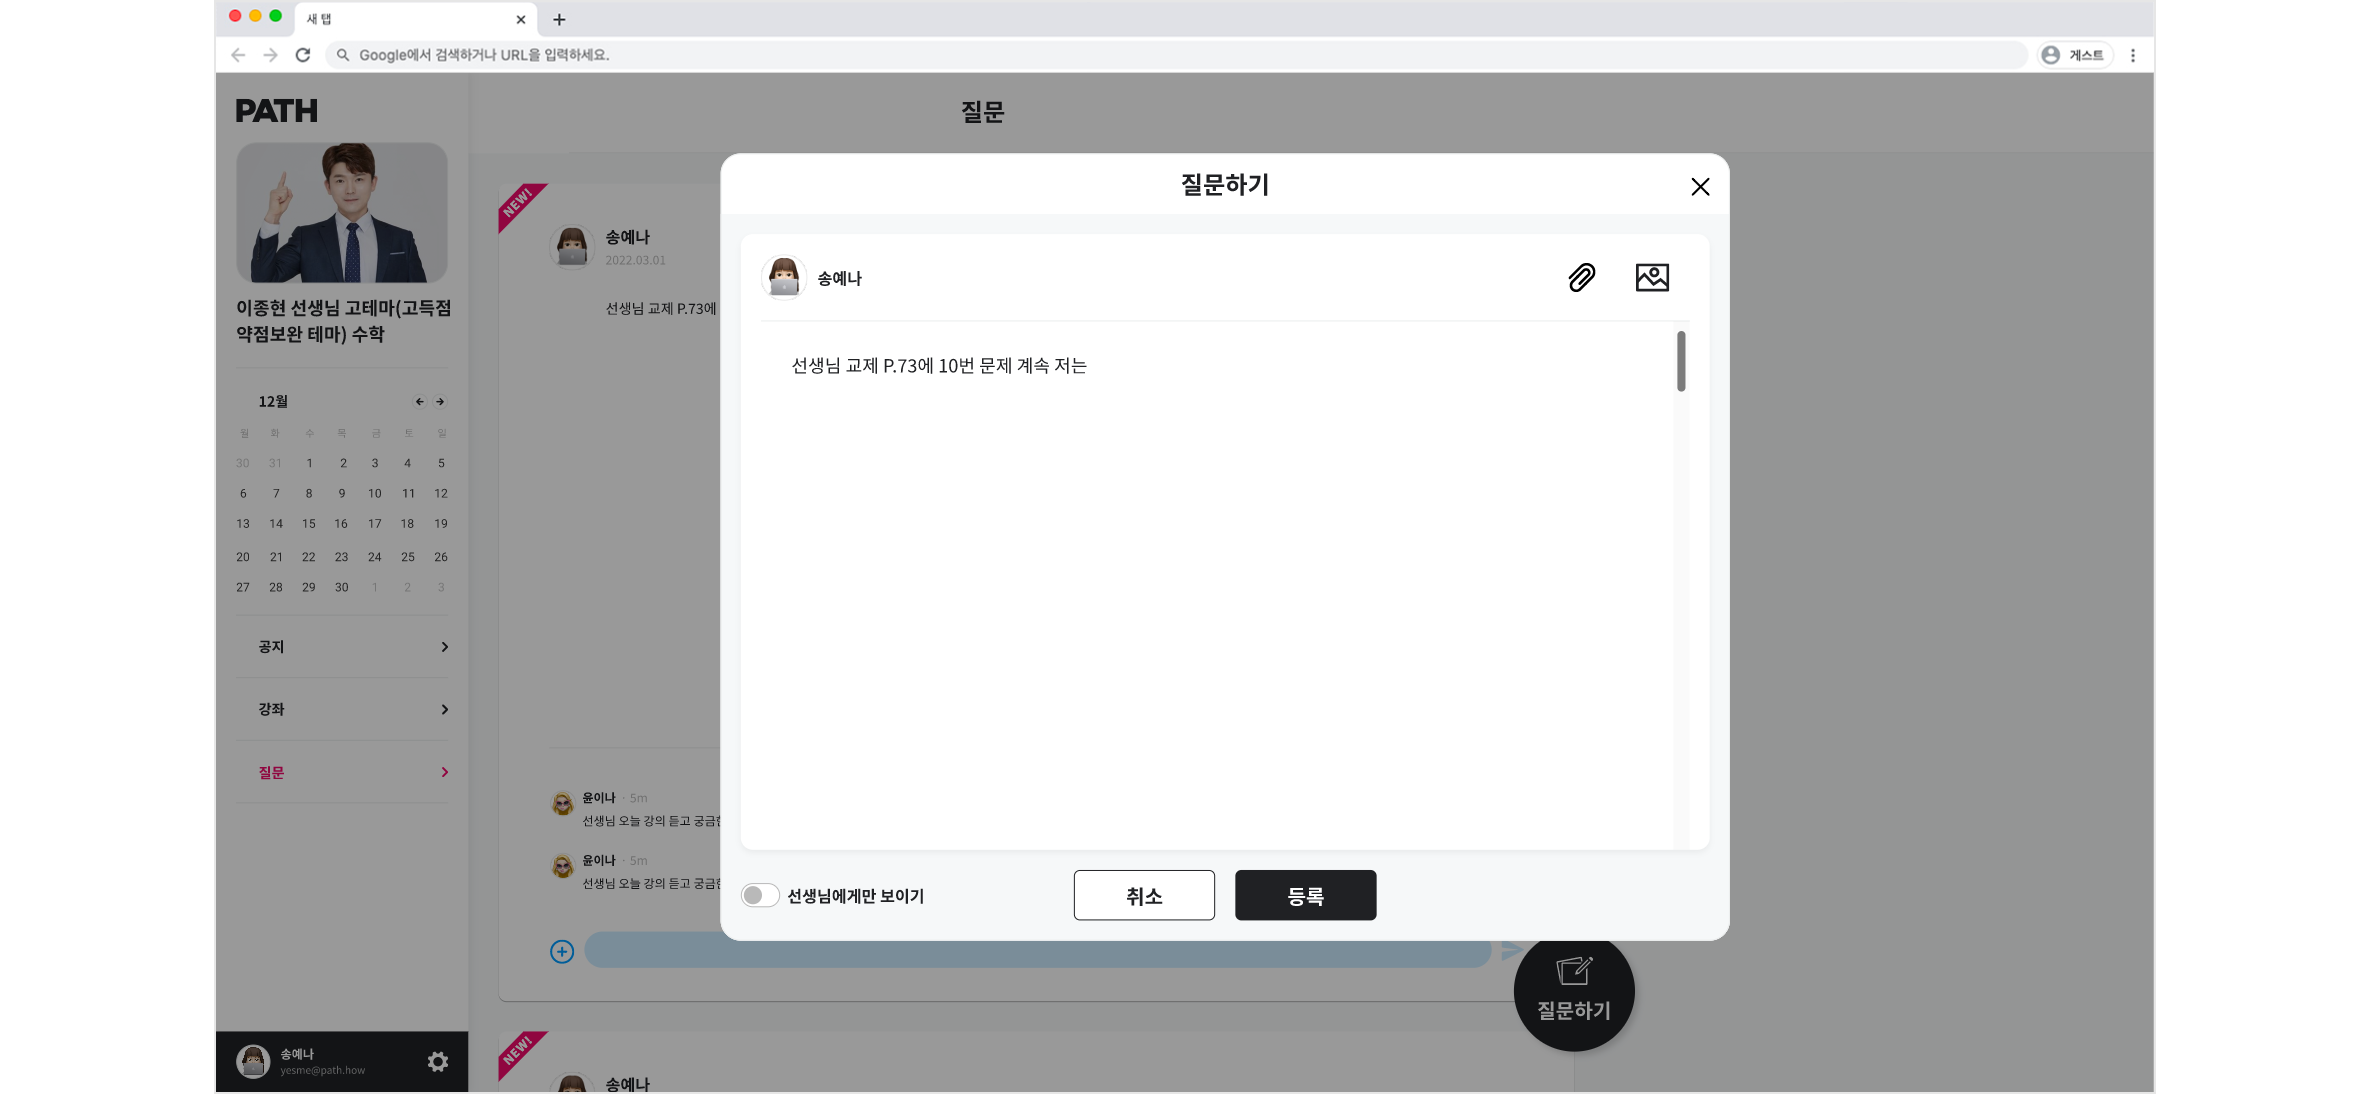 새 탭
Google에서 검색하거나 URL을 입력하세요.
게스트
PATH
이종현 선생님 고테마(고득점
약점보완 테마) 수학
12월
월 화 수 목 금 토 일
30 31 1 2 3 4 5
6 7 8 9 10 11 12
13 14 15 16 17 18 19
20 21 22 23 24 25 26
27 28 29 30 1 2 3
공지
강좌
질문
송예나
yesme@path.how
질문
NEW!
송예나
2022.03.01
선생님 교재 P.73에
윤이나 · 5m
선생님 오늘 강의 듣고 궁금한
윤이나 · 5m
선생님 오늘 강의 듣고 궁금한
NEW!
송예나
질문하기
질문하기
송예나
선생님 교제 P.73에 10번 문제 계속 저는
선생님에게만 보이기
취소
등록